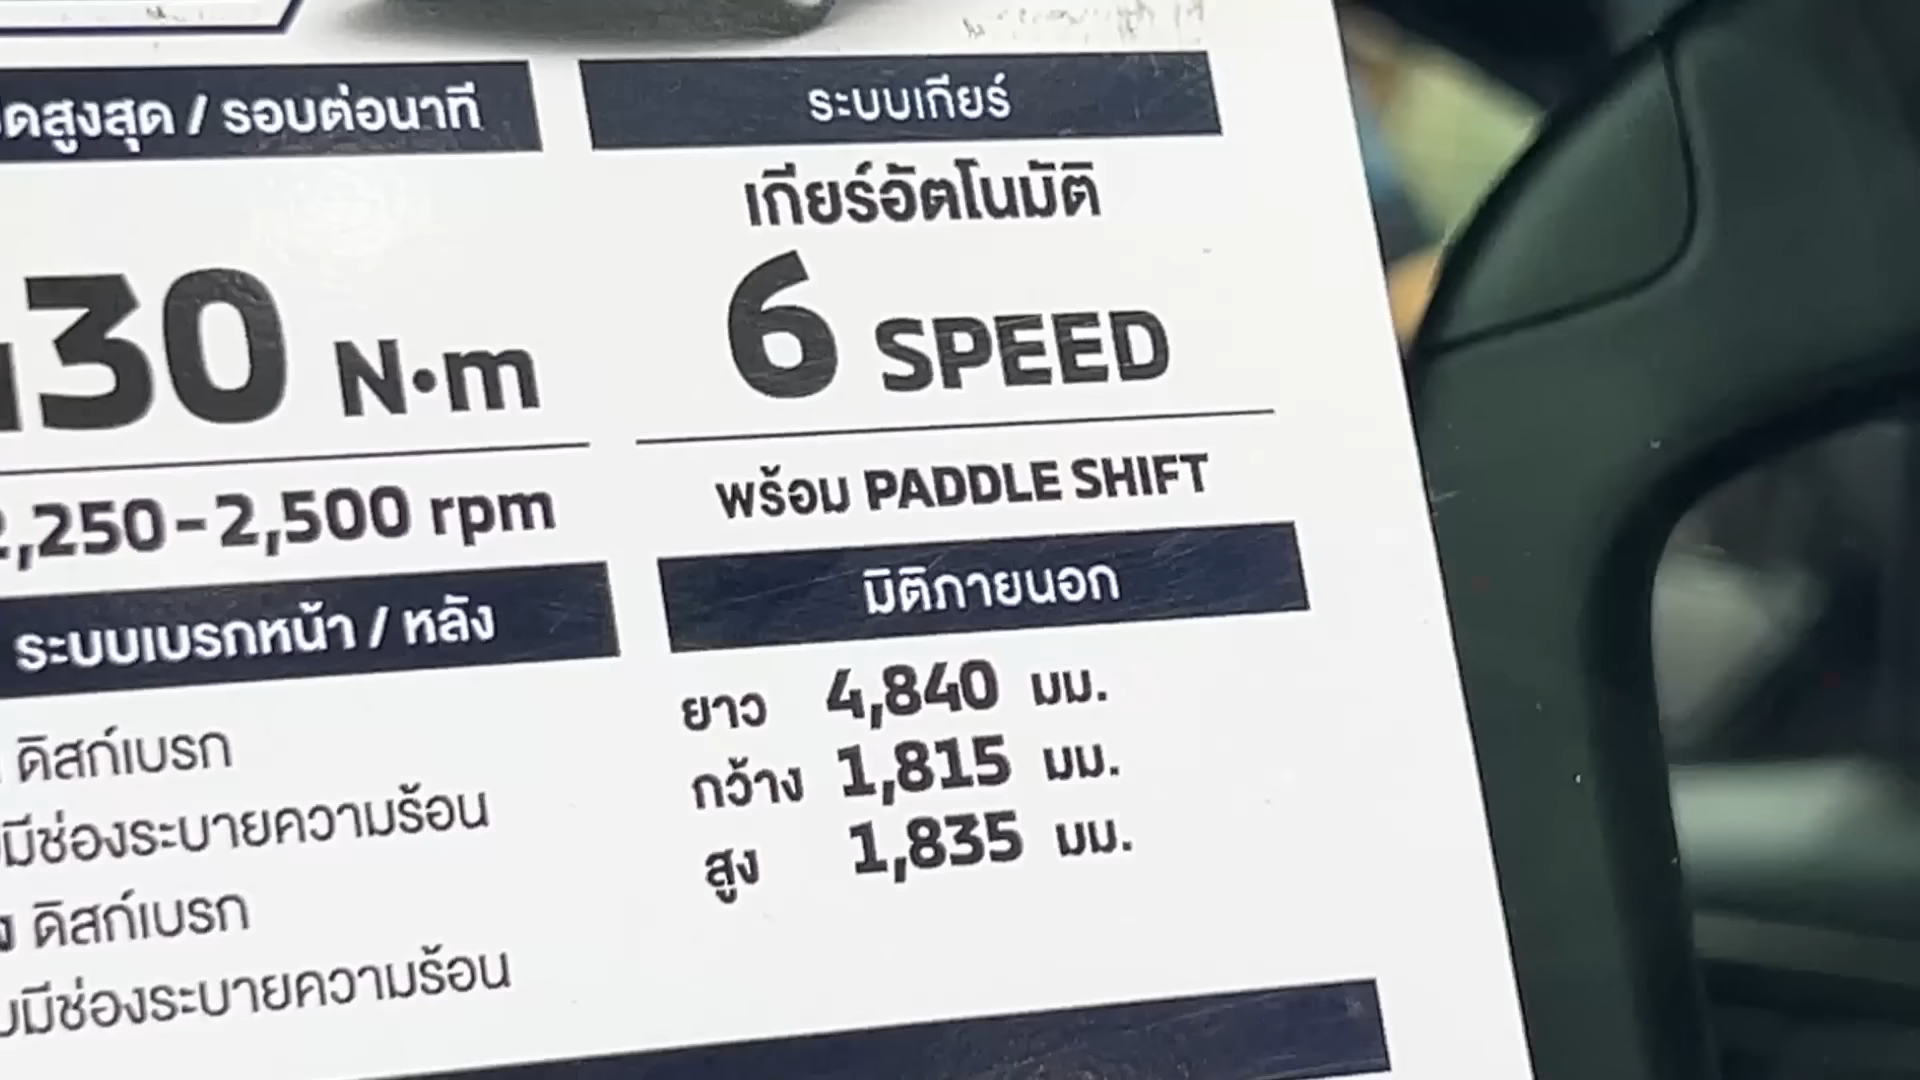 สูงสุด / รอบต่อนาที
ระบบเกียร์
เกียร์อัตโนมัติ
30 N·m
6 SPEED
,250-2,500 rpm
พร้อม PADDLE SHIFT
ระบบเบรกหน้า / หลัง
มิติภายนอก
ยาว 4,840 มม.
กว้าง 1,815 มม.
สูง 1,835 มม.
ดิสก์เบรก
มีช่องระบายความร้อน
ดิสก์เบรก
มีช่องระบายความร้อน